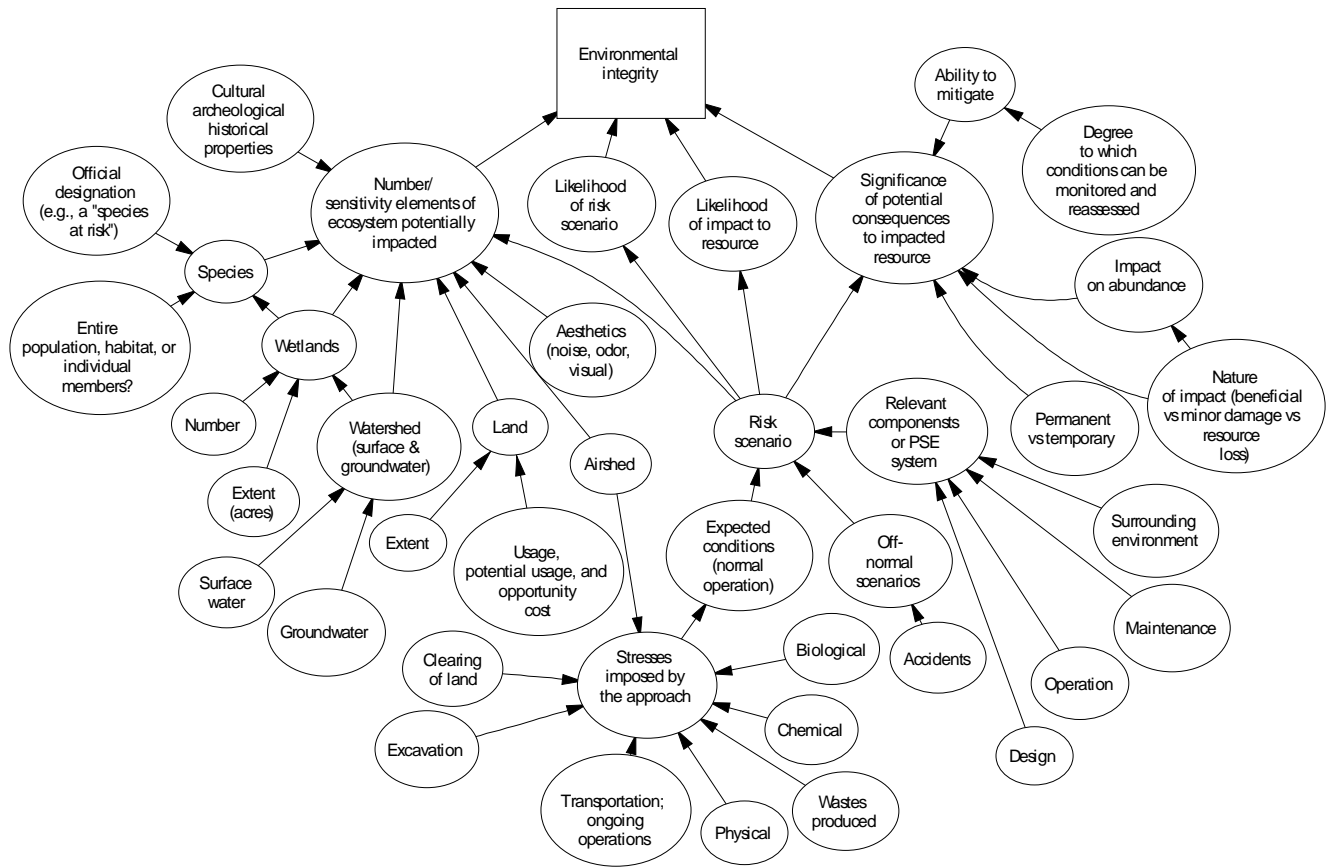 Environmental
integrity
Ability to
mitigate
Cultural
archeological
historical
properties
Degree
to which
conditions can be
monitored and
reassessed
Official
designation
(e.g., a "species
at risk")
Number/
sensitivity elements of
ecosystem potentially
impacted
Likelihood
of risk
scenario
Likelihood
of impact to
resource
Significance
of potential
consequences
to impacted
resource
Species
Impact
on abundance
Entire
population, habitat, or
individual
members?
Wetlands
Aesthetics
(noise, odor,
visual)
Number
Watershed
(surface &
groundwater)
Land
Airshed
Risk
scenario
Relevant
componensts
or PSE
system
Permanent
vs temporary
Nature
of impact (beneficial
vs minor damage vs
resource
loss)
Extent
(acres)
Extent
Surface
water
Groundwater
Usage,
potential usage, and
opportunity
cost
Expected
conditions
(normal
operation)
Off-
normal
scenarios
Surrounding
environment
Maintenance
Clearing
of land
Stresses
imposed by
the approach
Biological
Accidents
Operation
Excavation
Chemical
Design
Transportation;
ongoing
operations
Physical
Wastes
produced